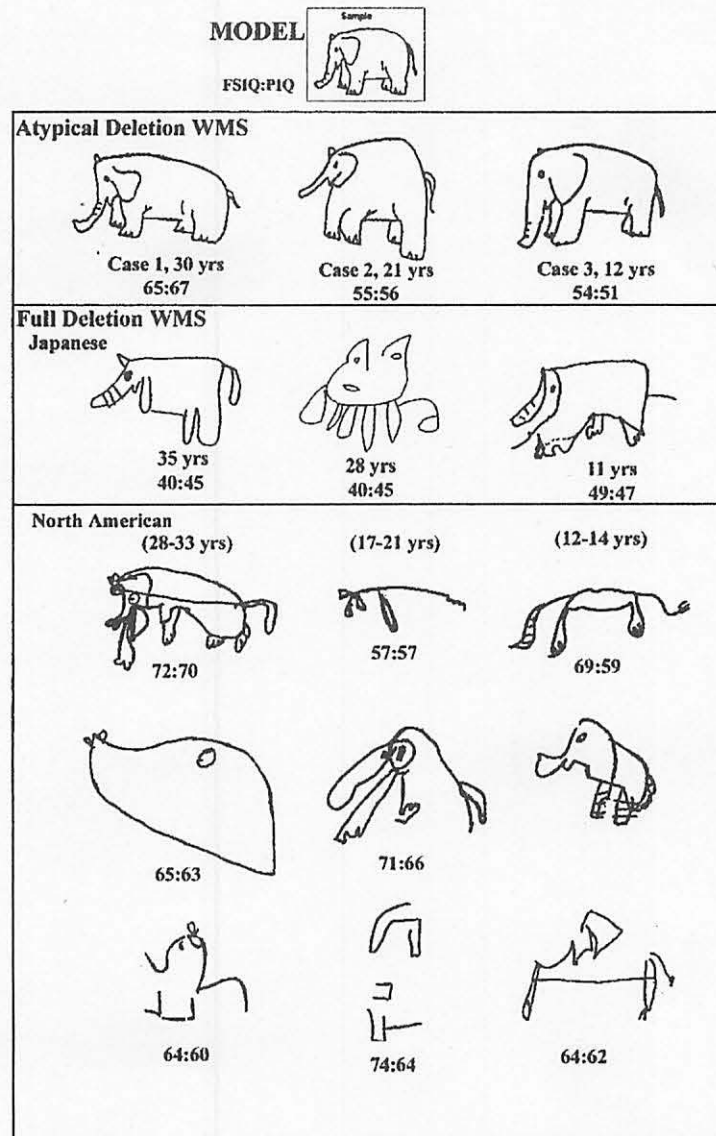 Sample
MODEL
FSIQ:PIQ
Atypical Deletion WMS
Case 1, 30 yrs
65:67
Case 2, 21 yrs
55:56
Case 3, 12 yrs
54:51
Full Deletion WMS
Japanese
35 yrs
40:45
28 yrs
40:45
11 yrs
49:47
North American
(28-33 yrs)
(17-21 yrs)
(12-14 yrs)
72:70
57:57
69:59
65:63
71:66
64:60
74:64
64:62